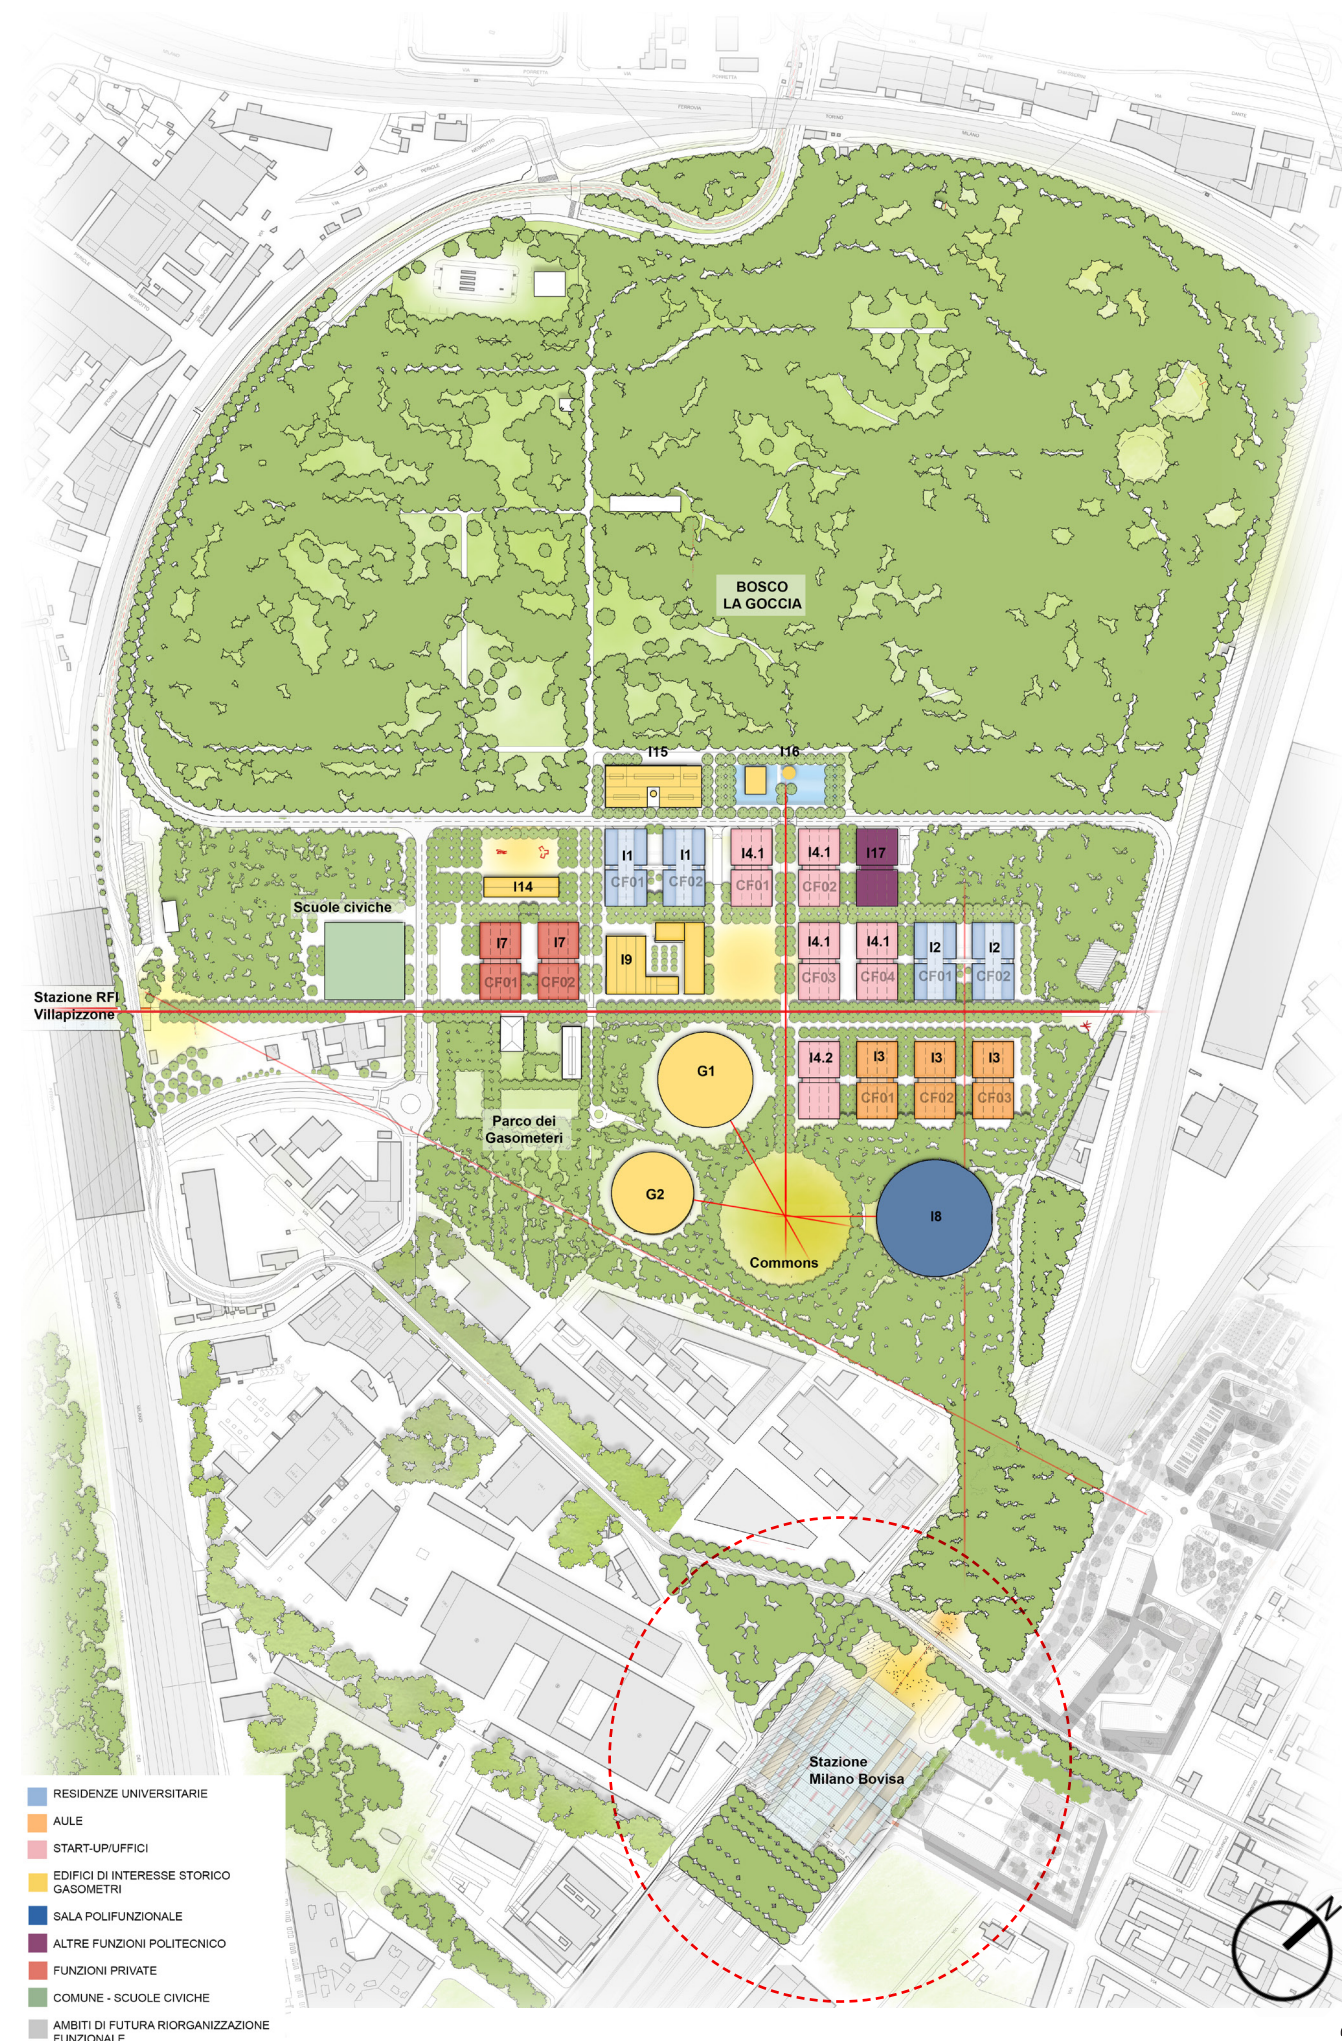 BOSCO
LA GOCCIA
I15
I16
I1
I1
I4.1
I4.1
I17
CF01
CF02
CF01
CF02
I14
Scuole civiche
I7
I7
I9
I4.1
I4.1
I2
I2
CF01
CF02
CF03
CF04
CF01
CF02
Stazione RFI
Villapizzone
G1
I4.2
I3
I3
I3
CF01
CF02
CF03
Parco dei
Gasometeri
G2
I8
Commons
Stazione
Milano Bovisa
RESIDENZE UNIVERSITARIE
AULE
START-UP/UFFICI
EDIFICI DI INTERESSE STORICO
GASOMETRI
SALA POLIFUNZIONALE
ALTRE FUNZIONI POLITECNICO
FUNZIONI PRIVATE
COMUNE - SCUOLE CIVICHE
AMBITI DI FUTURA RIORGANIZZAZIONE
FUNZIONALE
N